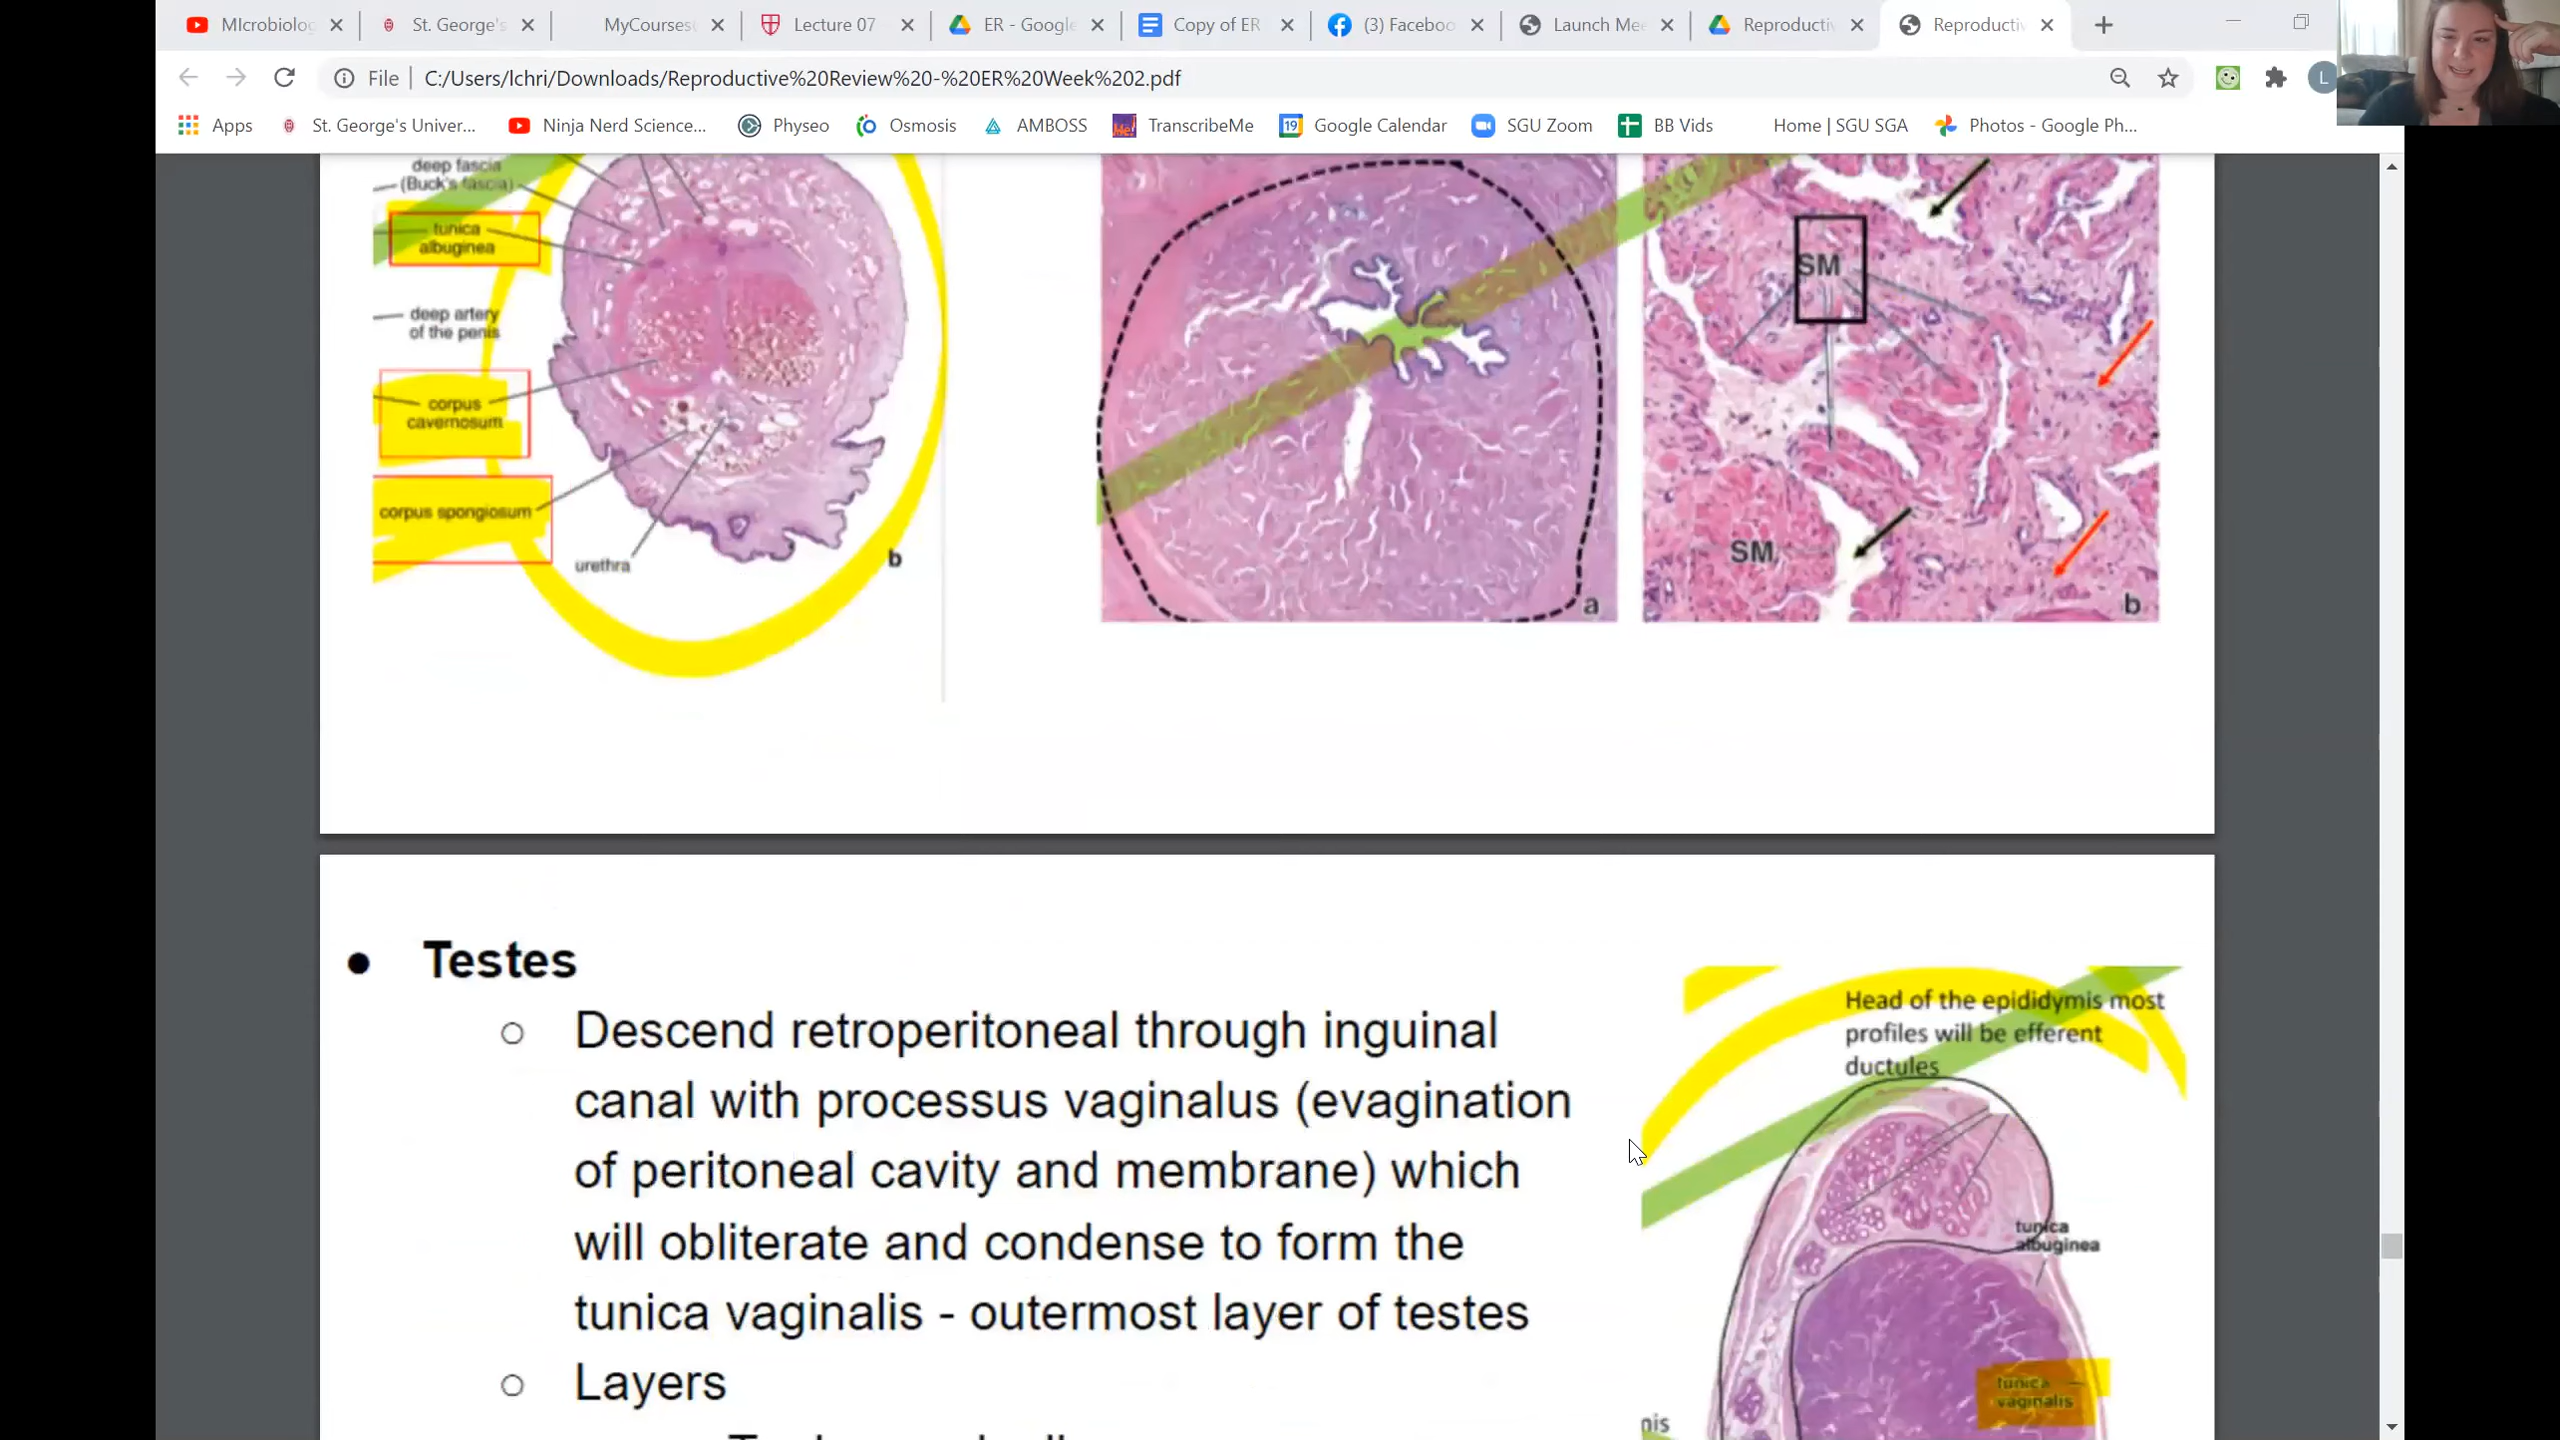 MIcrobiolog
St. George's
MyCourses
Lecture 07
ER - Google
Copy of ER
(3) Faceboo
Launch Mee
Reproductiv
Reproductiv
File
C:/Users/lchri/Downloads/Reproductive%20Review%20-%20ER%20Week%202.pdf
L
Apps
St. George's Univer...
Ninja Nerd Science...
Physeo
Osmosis
AMBOSS
TranscribeMe
19
Google Calendar
SGU Zoom
BB Vids
Home | SGU SGA
Photos - Google Ph...
deep fascia
(Buck's fascia)
tunica
albuginea
deep artery
of the penis
corpus
cavernosum
corpus spongiosum
urethra
b
a
SM
SM
b
Testes
Descend retroperitoneal through inguinal
canal with processus vaginalus (evagination
of peritoneal cavity and membrane) which
will obliterate and condense to form the
tunica vaginalis - outermost layer of testes
Layers
Head of the epididymis most
profiles will be efferent
ductules
tunica
albuginea
tunica
vaginalis
nis